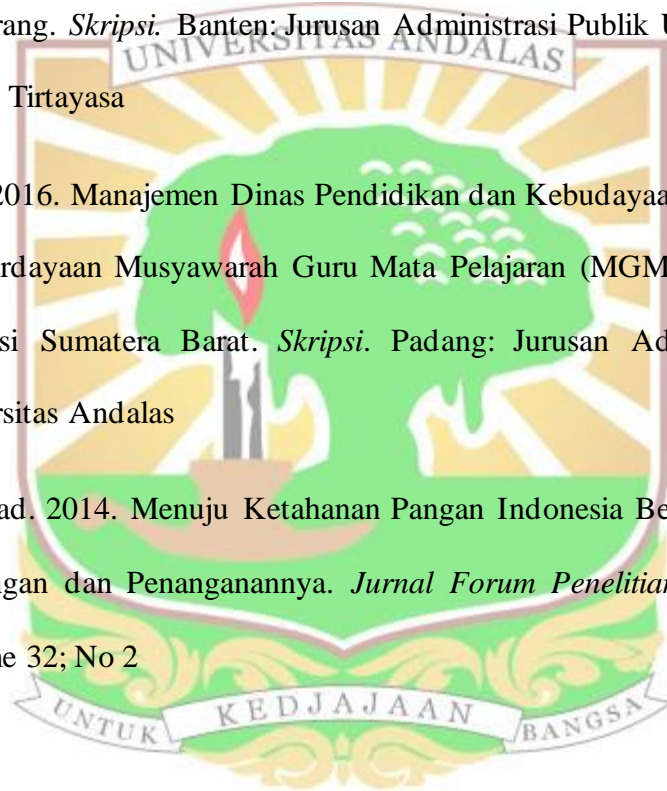 rang. Skripsi. Banten: Jurusan Administrasi Publik U
UNIVERSITAS ANDALAS
Tirtayasa
2016. Manajemen Dinas Pendidikan dan Kebudayaa
rdayaan Musyawarah Guru Mata Pelajaran (MGM
si Sumatera Barat. Skripsi. Padang: Jurusan Ad
rsitas Andalas
ad. 2014. Menuju Ketahanan Pangan Indonesia Be
ngan dan Penanganannya. Jurnal Forum Penelitian
ne 32; No 2
UNTUK KEDJAJAAN BANGSA